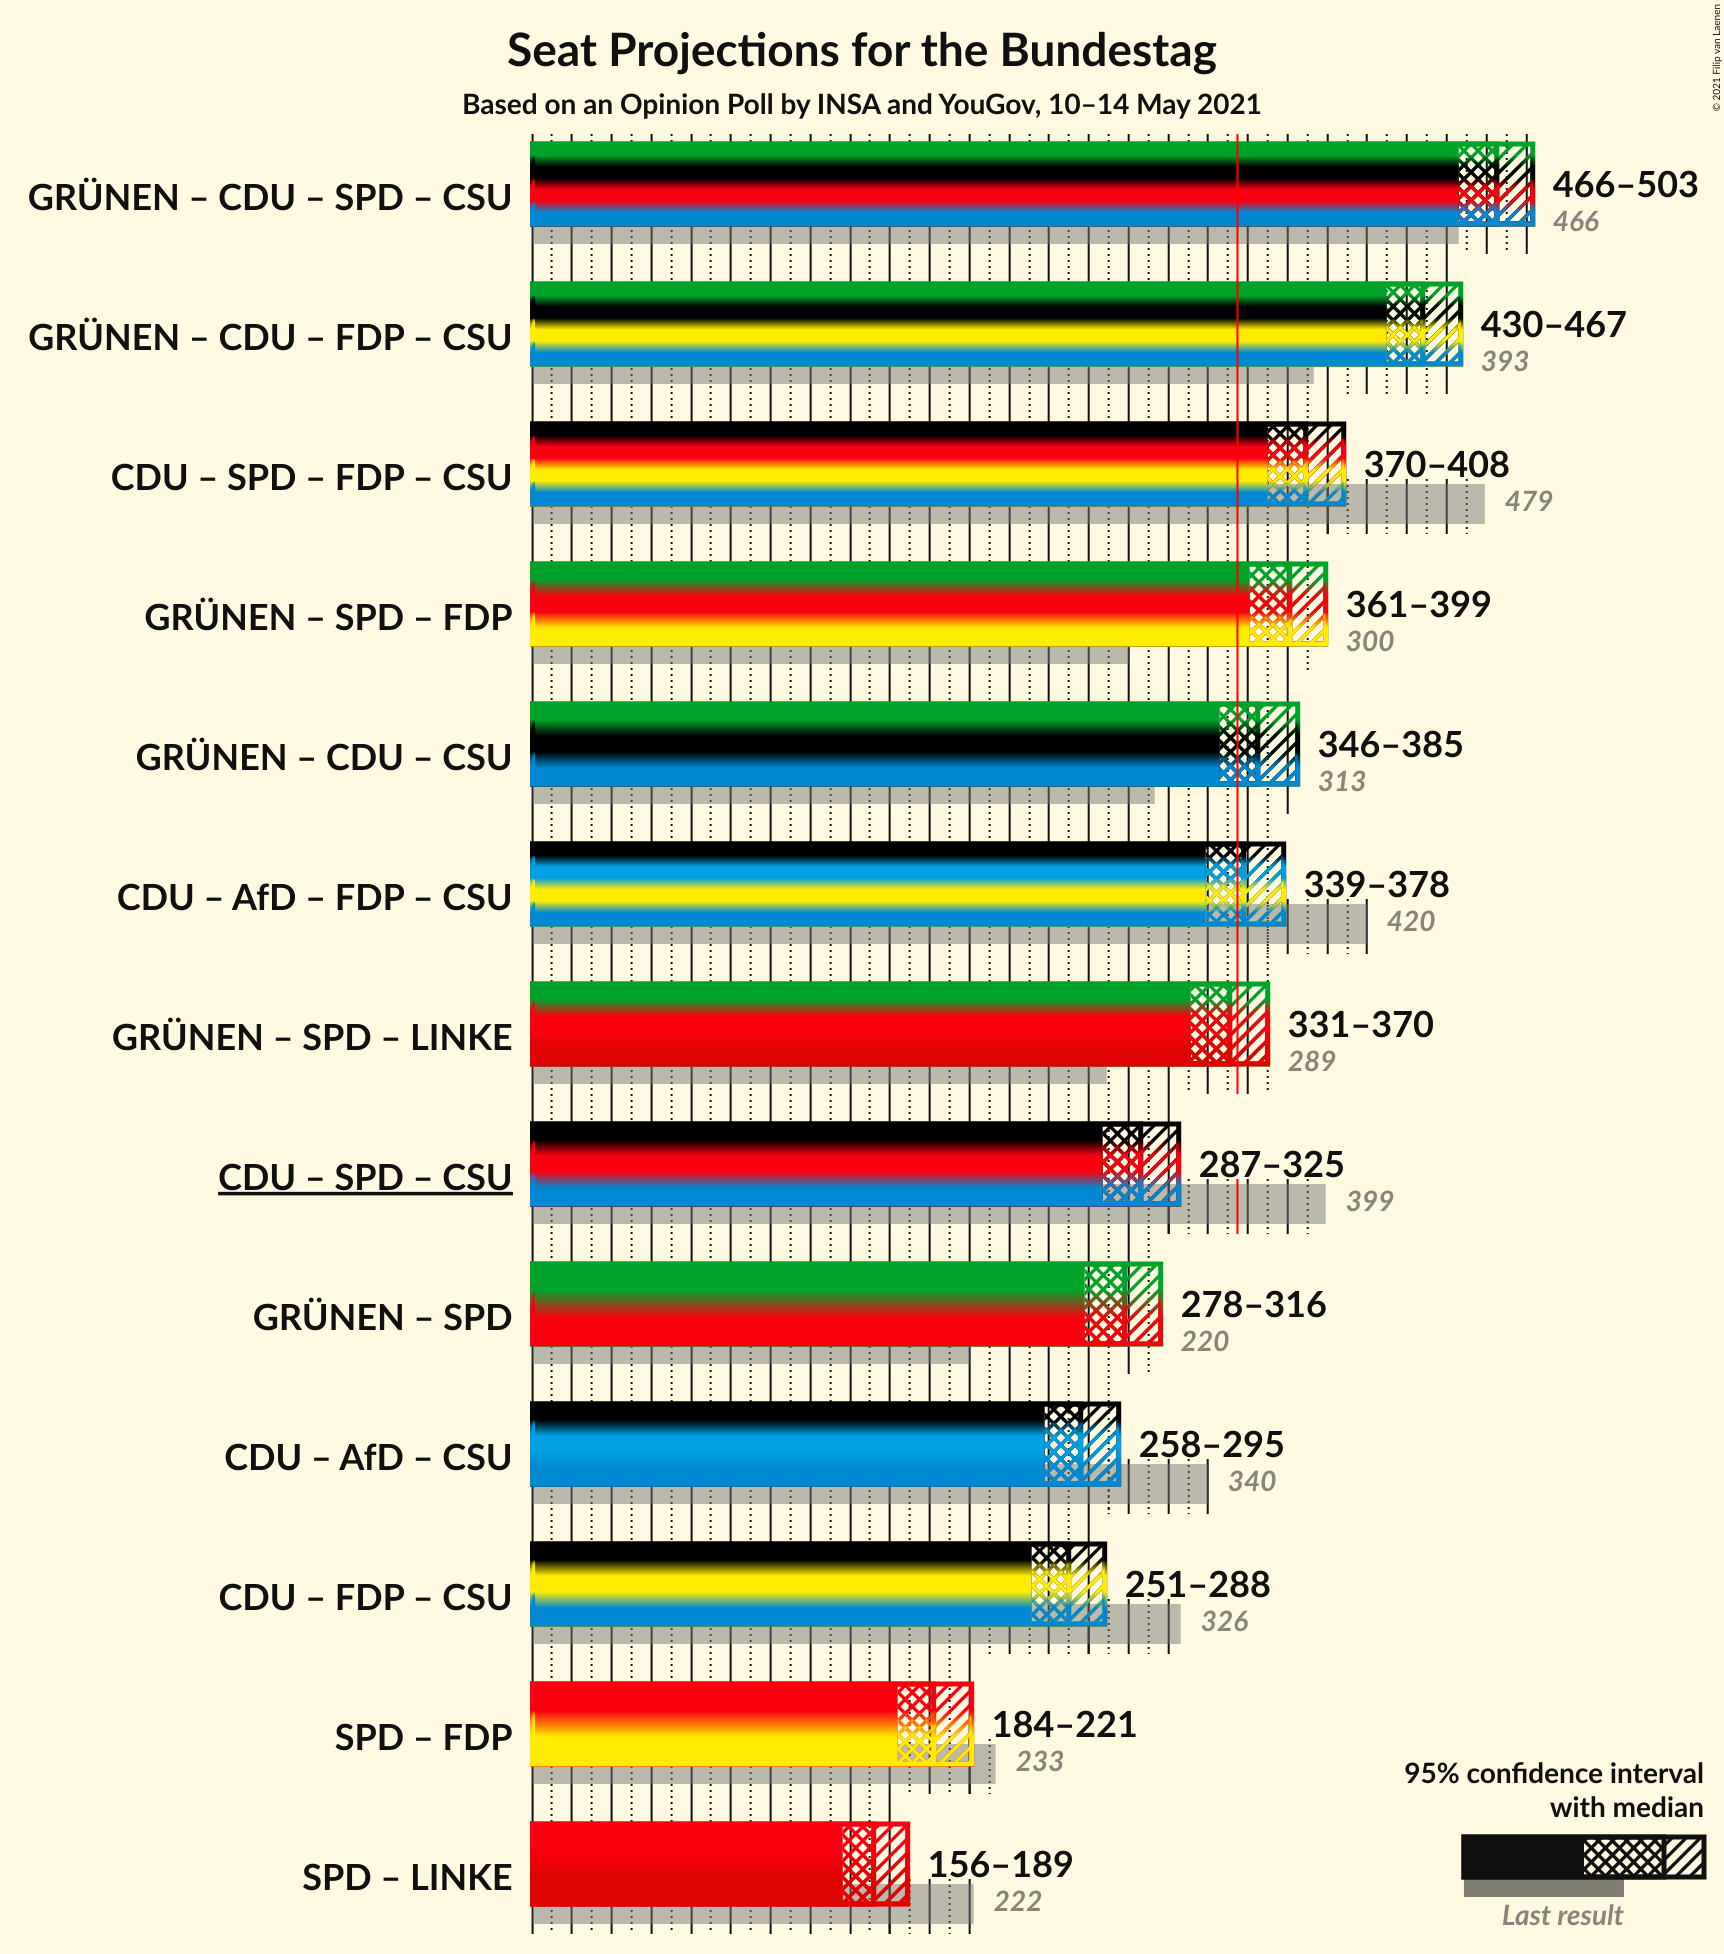 Seat Projections for the Bundestag
Based on an Opinion Poll by INSA and YouGov, 10–14 May 2021
© 2021 Filip van Laenen
GRÜNEN – CDU – SPD – CSU
466–503
466
GRÜNEN – CDU – FDP – CSU
430–467
393
CDU – SPD – FDP – CSU
370–408
479
GRÜNEN – SPD – FDP
361–399
300
GRÜNEN – CDU – CSU
346–385
313
CDU – AfD – FDP – CSU
339–378
420
GRÜNEN – SPD – LINKE
331–370
289
CDU – SPD – CSU
287–325
399
GRÜNEN – SPD
278–316
220
CDU – AfD – CSU
258–295
340
CDU – FDP – CSU
251–288
326
SPD – FDP
184–221
233
SPD – LINKE
156–189
222
95% confidence interval
with median
Last result